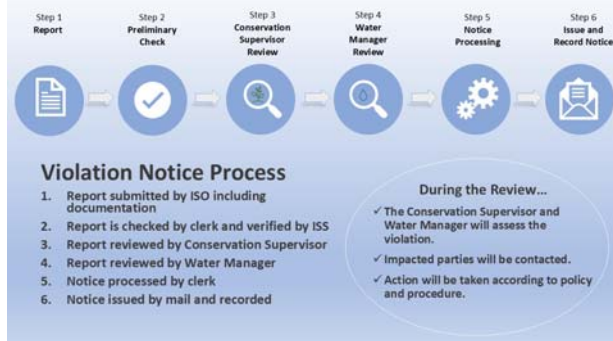 Step 1
Report
Step 2
Preliminary
Check
Step 3
Conservation
Supervisor
Review
Step 4
Water
Manager
Review
Step 5
Notice
Processing
Step 6
Issue and
Record Notice
Violation Notice Process
1. Report submitted by ISO including
documentation
2. Report is checked by clerk and verified by ISS
3. Report reviewed by Conservation Supervisor
4. Report reviewed by Water Manager
5. Notice processed by clerk
6. Notice issued by mail and recorded
During the Review...
✓ The Conservation Supervisor and
Water Manager will assess the
violation.
✓ Impacted parties will be contacted.
✓ Action will be taken according to policy
and procedure.